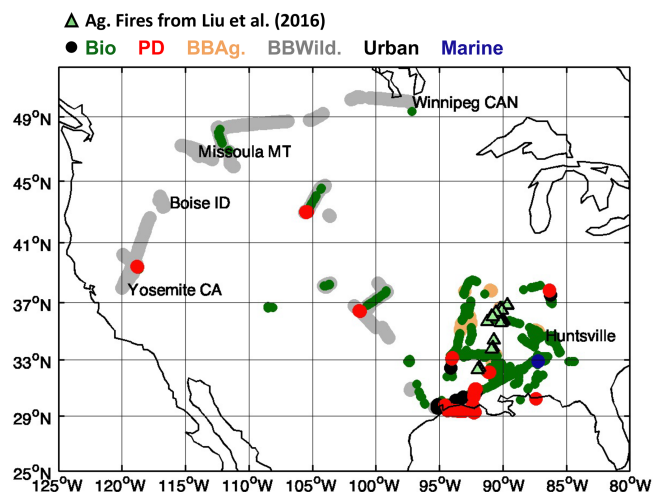 Ag. Fires from Liu et al. (2016)
Bio PD BBAg. BBWild. Urban Marine
49°N
Winnipeg CAN
Missoula MT
45°N
Boise ID
41°N
Yosemite CA
37°N
Huntsville
33°N
29°N
25°N
125°W 120°W 115°W 110°W 105°W 100°W 95°W 90°W 85°W 80°W